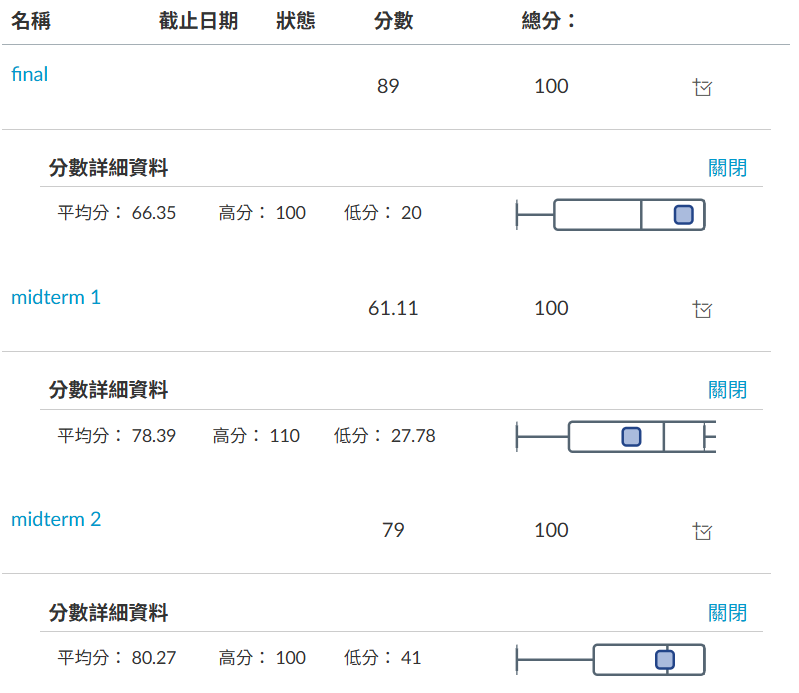 名稱 截止日期 狀態 分數 總分：
final 89 100
分數詳細資料 關閉
平均分： 66.35 高分： 100 低分： 20
midterm 1 61.11 100
分數詳細資料 關閉
平均分： 78.39 高分： 110 低分： 27.78
midterm 2 79 100
分數詳細資料 關閉
平均分： 80.27 高分： 100 低分： 41